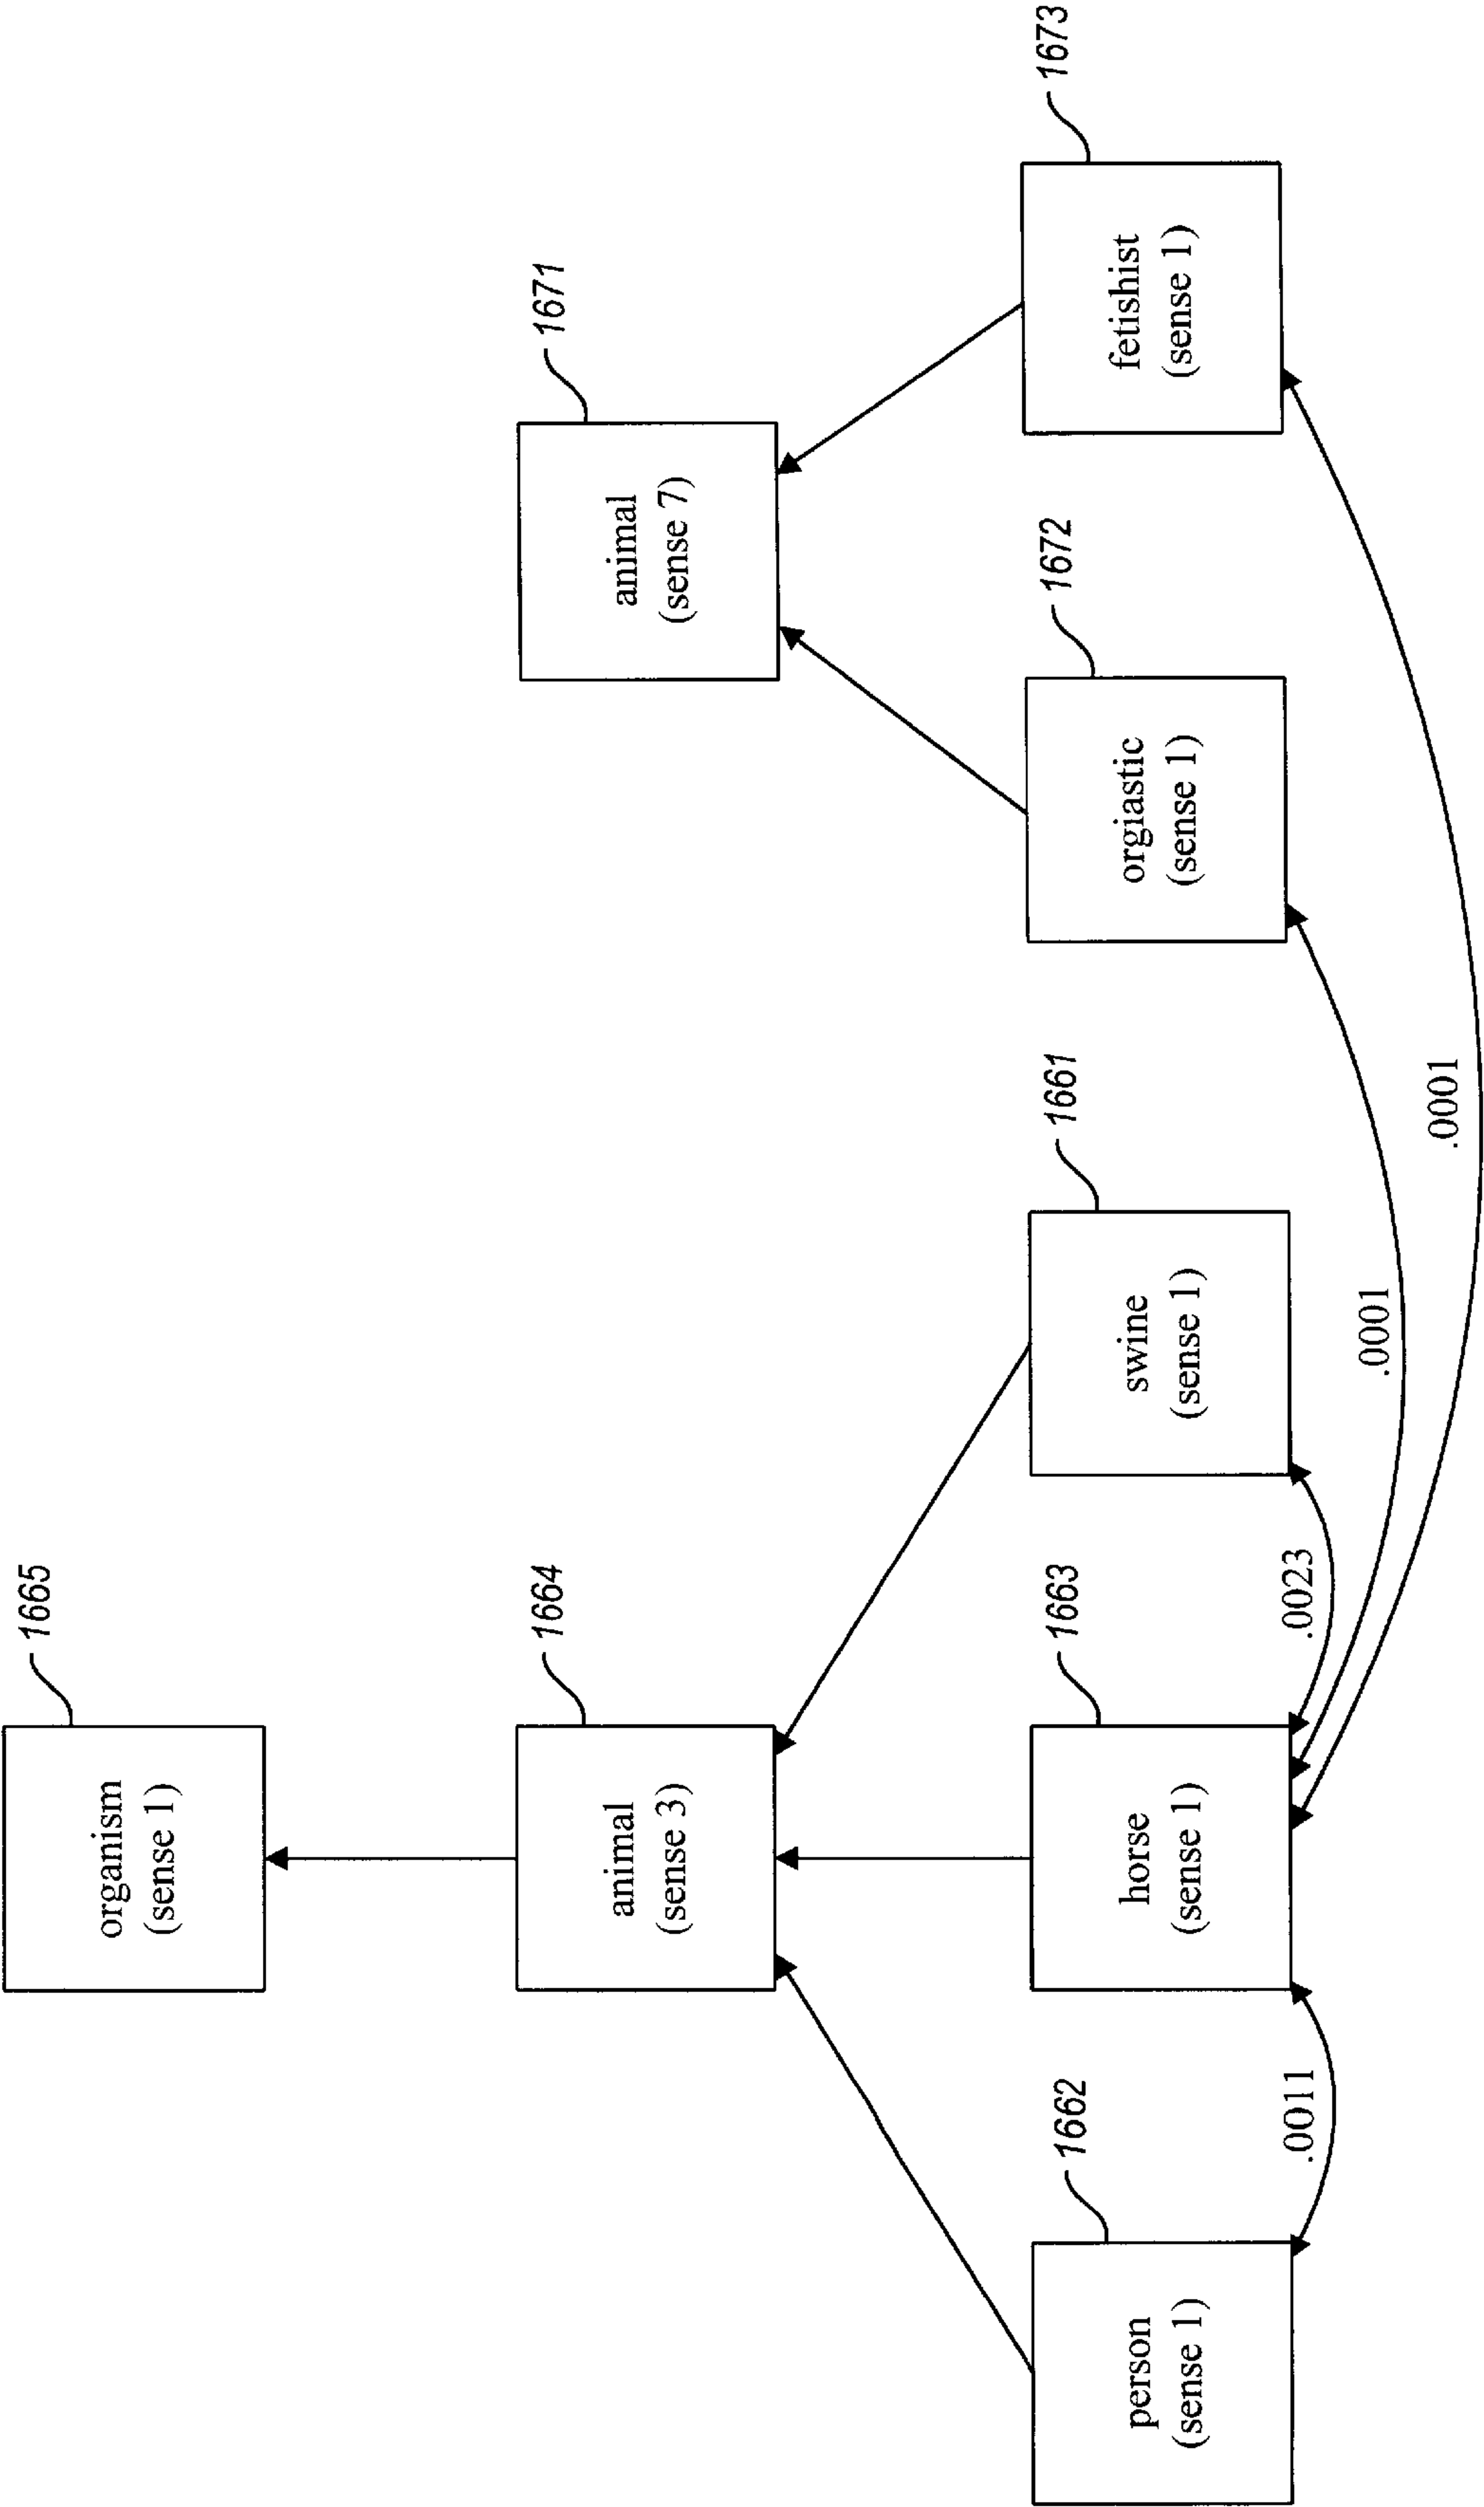 1665
organism
(sense 1)
1664
animal
(sense 3)
1671
animal
(sense 7)
1662
person
(sense 1)
1663
horse
(sense 1)
1661
swine
(sense 1)
1672
orgiastic
(sense 1)
1673
fetishist
(sense 1)
.0011
.0023
.0001
.0001